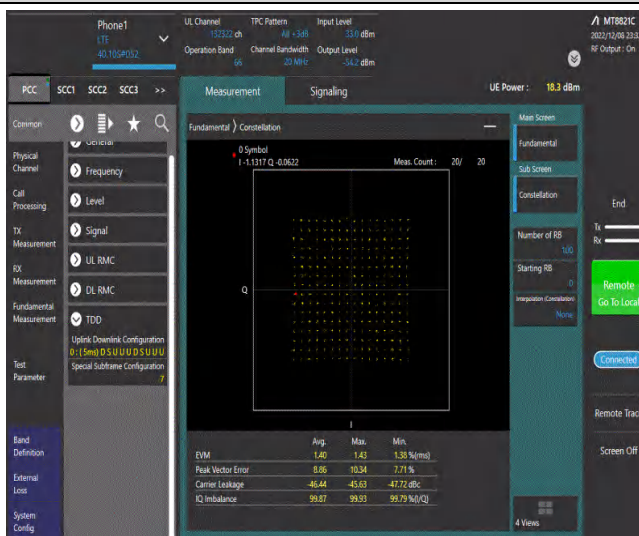 Phone1
LTE
40.10S#052
UL Channel
TPC Pattern
Input Level
132322 ch
All +3dB
33.0 dBm
Operation Band
Channel Bandwidth
Output Level
66
20 MHz
-54.2 dBm
MT8821C
2022/12/08 23:3
RF Output : On
PCC
SCC1
SCC2
SCC3
>>
Measurement
Signaling
UE Power :
18.3 dBm
Common
General
Physical
Channel
Frequency
Call
Processing
Level
TX
Measurement
Signal
UL RMC
RX
Measurement
DL RMC
Fundamental
Measurement
TDD
Uplink Downlink Configuration
0 : ( 5ms) D S U U U D S U U U
Special Subframe Configuration
7
Test
Parameter
Band
Definition
External
Loss
System
Config
Fundamental
Constellation
0 Symbol
I -1.1317 Q -0.0622
Meas. Count :
20/
20
Q
I
Avg.
Max.
Min.
EVM
1.40
1.43
1.38 %(rms)
Peak Vector Error
8.86
10.34
7.71 %
Carrier Leakage
-46.44
-45.63
-47.72 dBc
IQ Imbalance
99.87
99.93
99.79 %(I/Q)
Main Screen
Fundamental
Sub Screen
Constellation
Number of RB
100
Starting RB
0
Interpolation (Constellation)
None
4 Views
End
Tx
Rx
Remote
Go To Local
Connected
Remote Trac
Screen Off